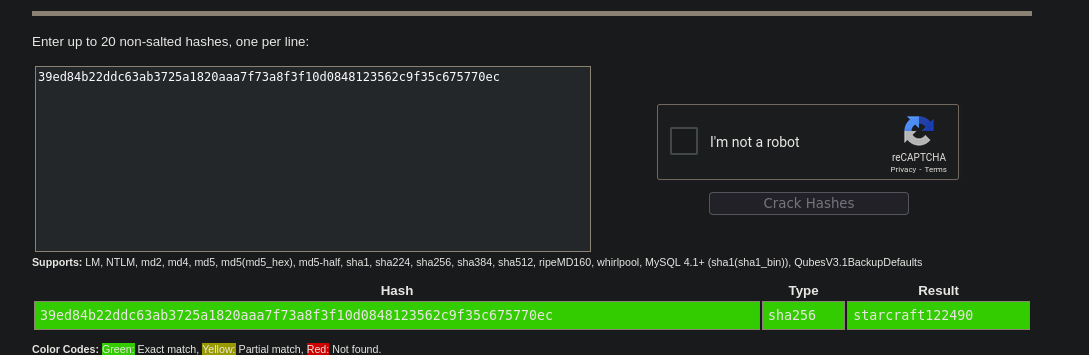 Enter up to 20 non-salted hashes, one per line:
39ed84b22ddc63ab3725a1820aaa7f73a8f3f10d0848123562c9f35c675770ec
I'm not a robot
reCAPTCHA
Privacy - Terms
Crack Hashes
Supports: LM, NTLM, md2, md4, md5, md5(md5_hex), md5-half, sha1, sha224, sha256, sha384, sha512, ripeMD160, whirlpool, MySQL 4.1+ (sha1(sha1_bin)), QubesV3.1BackupDefaults
Hash Type Result
39ed84b22ddc63ab3725a1820aaa7f73a8f3f10d0848123562c9f35c675770ec sha256 starcraft122490
Color Codes: Green: Exact match, Yellow: Partial match, Red: Not found.